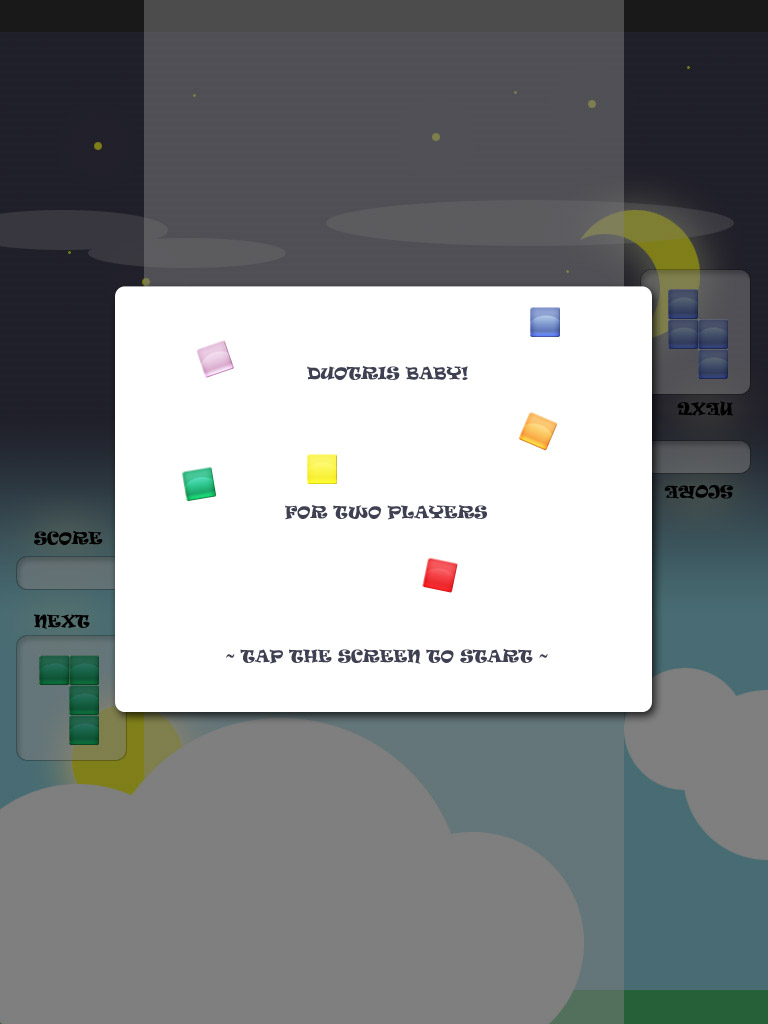 DUOTRIS BABY!
FOR TWO PLAYERS
~ TAP THE SCREEN TO START ~
NEXT
SCORE
SCORE
NEXT